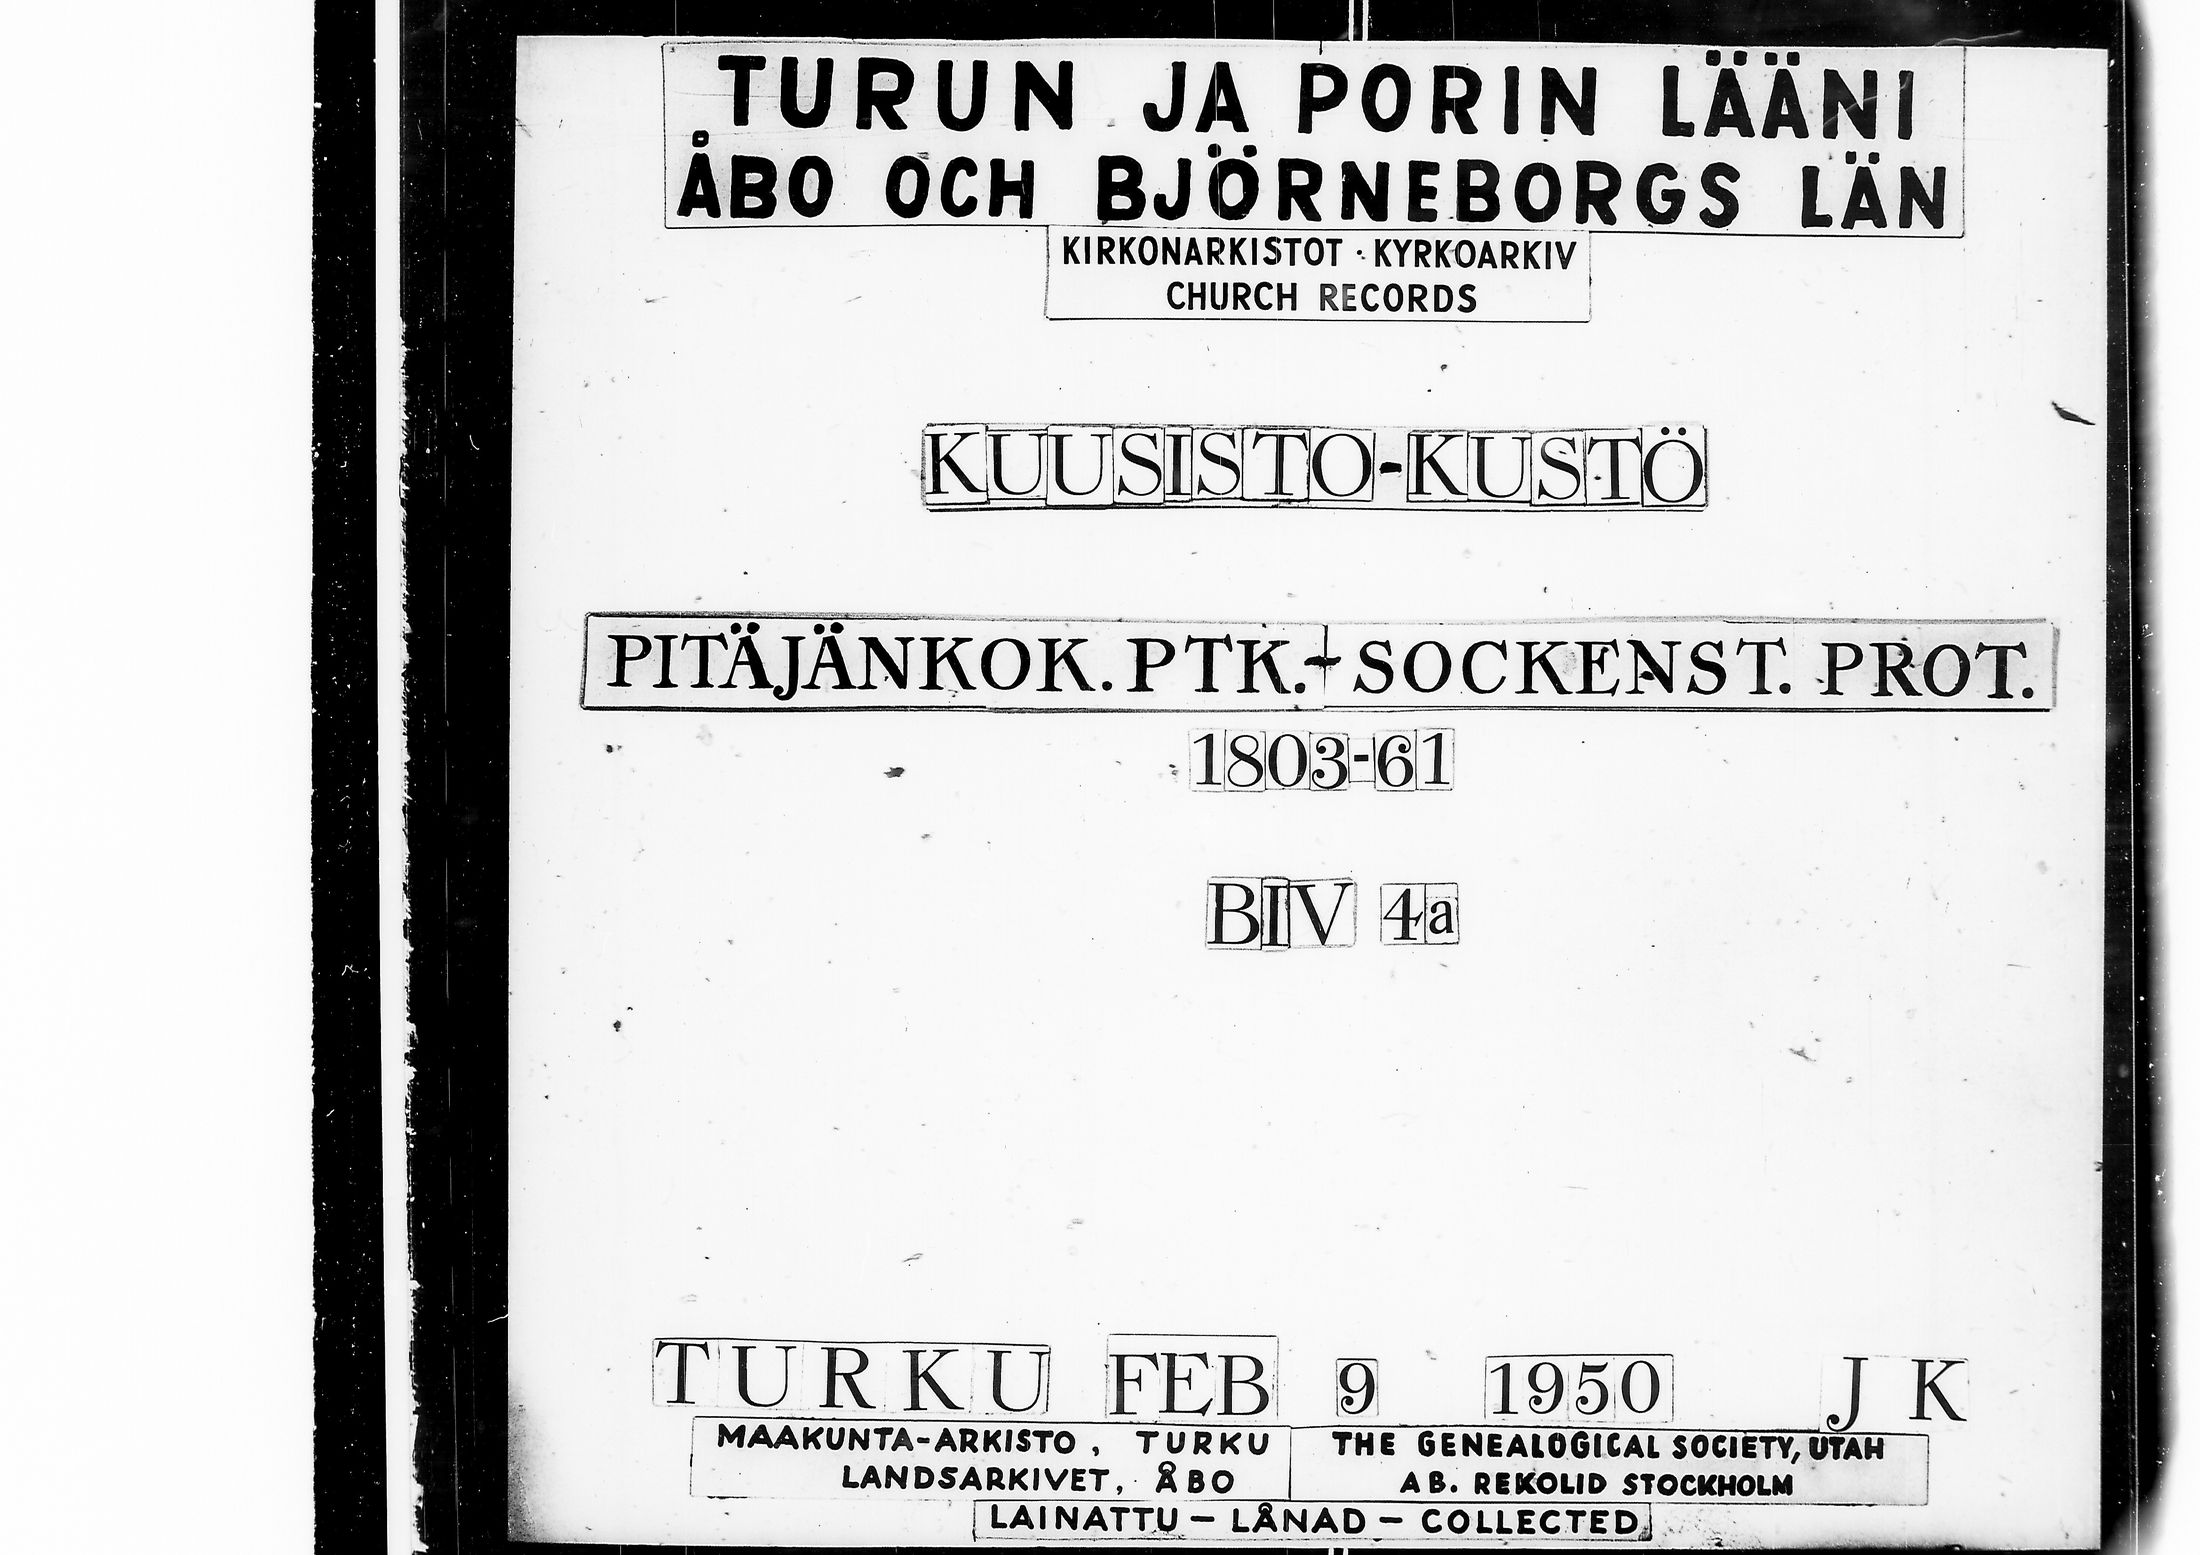 TURUN JA PORIN LÄÄNI
ÅBO OCH BJÖRNEBORGS LÄN
KIRKONARKISTOT · KYRKOARKIV
CHURCH RECORDS
KUUSISTO-KUSTÖ
PITÄJÄNKOK. PTK. - SOCKENST. PROT.
1803-61
BIV 4a
TURKU FEB 9 1950 J K
MAAKUNTA-ARKISTO, TURKU
LANDSARKIVET, ÅBO
THE GENEALOGICAL SOCIETY, UTAH
AB. REKOLID STOCKHOLM
LAINATTU — LÅNAD — COLLECTED